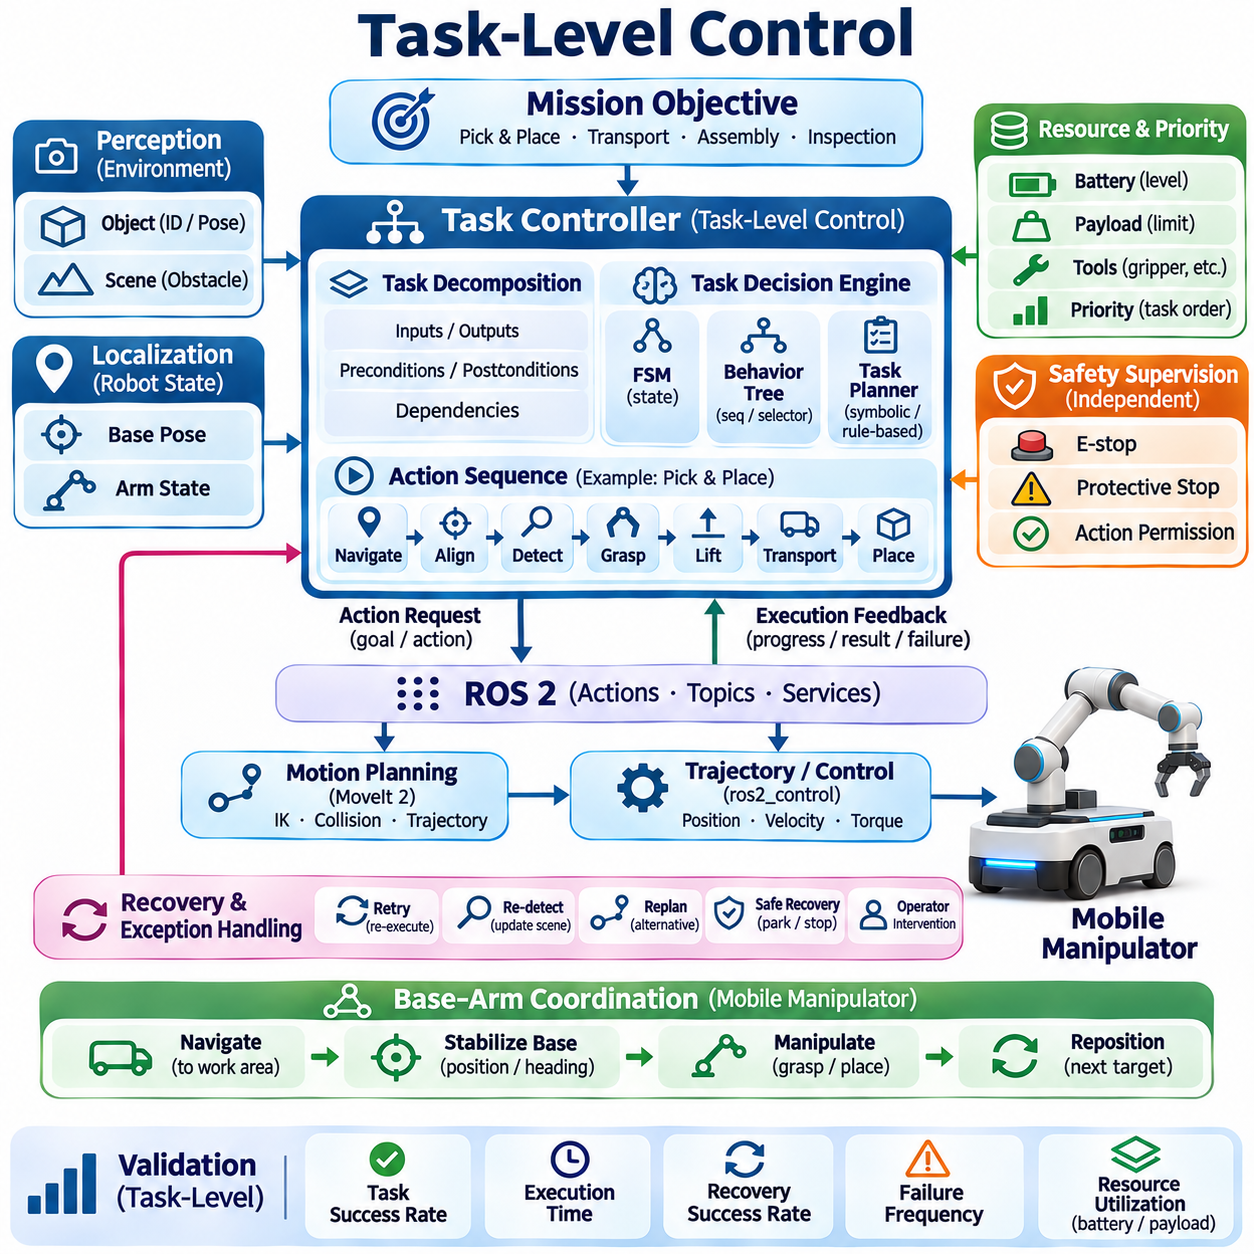 Task-Level Control
Mission Objective
Pick & Place · Transport · Assembly · Inspection
Perception
(Environment)
Object (ID / Pose)
Scene (Obstacle)
Localization
(Robot State)
Base Pose
Arm State
Task Controller (Task-Level Control)
Task Decomposition
Inputs / Outputs
Preconditions / Posttconditions
Dependencies
Task Decision Engine
FSM
(state)
Behavior
Tree
(seq / selector)
Task
Planner
(symbolic /
rule-based)
Action Sequence (Example: Pick & Place)
Navigate
Align
Detect
Grasp
Lift
Transport
Place
Resource & Priority
Battery (level)
Payload (limit)
Tools (gripper, etc.)
Priority (task order)
Safety Supervision
(Independent)
E-stop
Protective Stop
Action Permission
Action Request
(goal / action)
Execution Feedback
(progress / result / failure)
ROS 2 (Actions · Topics · Services)
Motion Planning
(MoveIt 2)
IK · Collision · Trajectory
Trajectory / Control
(ros2_control)
Position · Velocity · Torque
Mobile
Manipulator
Recovery &
Exception Handling
Retry
(re-execute)
Re-detect
(update scene)
Replan
(alternative)
Safe Recovery
(park / stop)
Operator
Intervention
Base-Arm Coordination (Mobile Manipulator)
Navigate
(to work area)
Stabilize Base
(position / heading)
Manipulate
(grasp / place)
Reposition
(next target)
Validation
(Task-Level)
Task
Success Rate
Execution
Time
Recovery
Success Rate
Failure
Frequency
Resource
Utilization
(battery / payload)